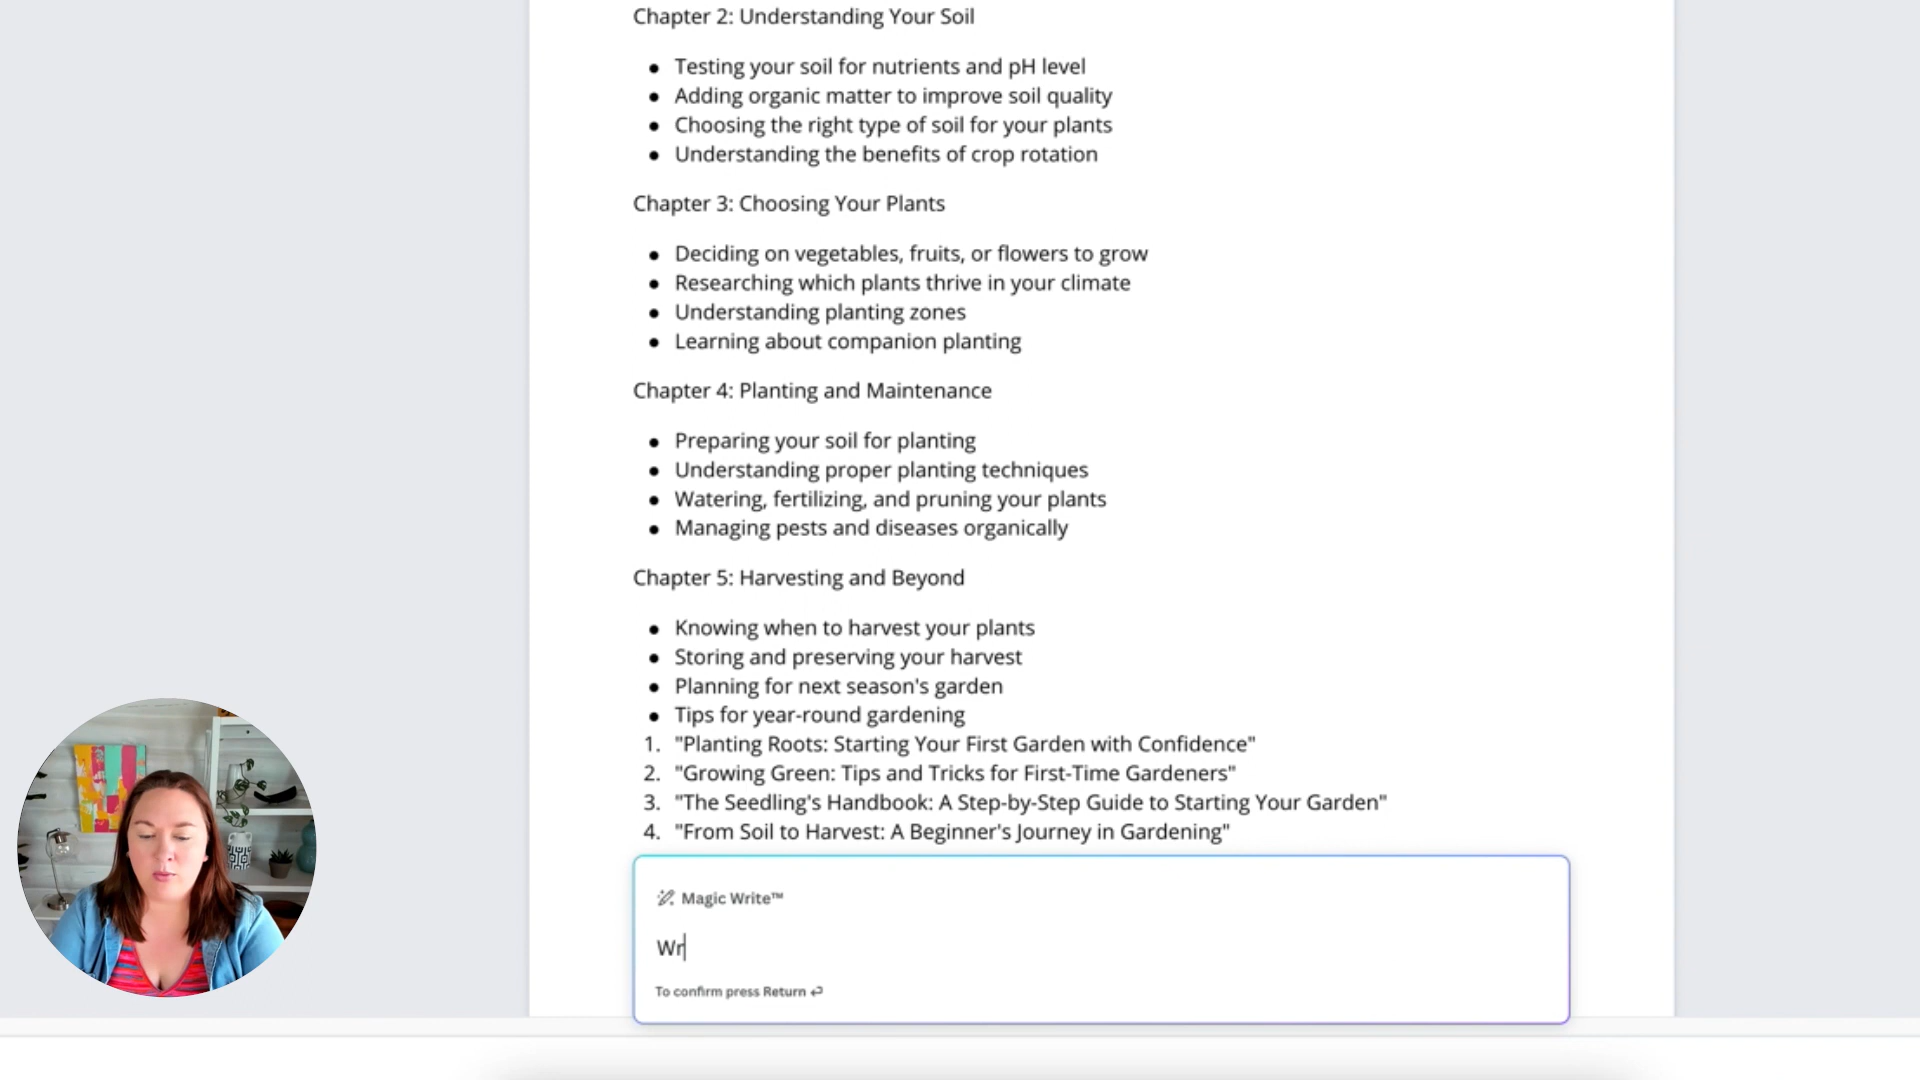 Chapter 2: Understanding Your Soil
● Testing your soil for nutrients and pH level
● Adding organic matter to improve soil quality
● Choosing the right type of soil for your plants
● Understanding the benefits of crop rotation
Chapter 3: Choosing Your Plants
● Deciding on vegetables, fruits, or flowers to grow
● Researching which plants thrive in your climate
● Understanding planting zones
● Learning about companion planting
Chapter 4: Planting and Maintenance
● Preparing your soil for planting
● Understanding proper planting techniques
● Watering, fertilizing, and pruning your plants
● Managing pests and diseases organically
Chapter 5: Harvesting and Beyond
● Knowing when to harvest your plants
● Storing and preserving your harvest
● Planning for next season's garden
● Tips for year-round gardening
1. "Planting Roots: Starting Your First Garden with Confidence"
2. "Growing Green: Tips and Tricks for First-Time Gardeners"
3. "The Seedling's Handbook: A Step-by-Step Guide to Starting Your Garden"
4. "From Soil to Harvest: A Beginner's Journey in Gardening"
Magic Write™
Wr
To confirm press Return ↵